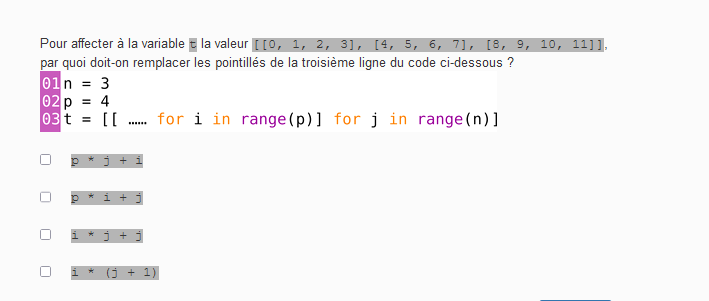 Pour affecter à la variable t la valeur [[0, 1, 2, 3], [4, 5, 6, 7], [8, 9, 10, 11]],
par quoi doit-on remplacer les pointillés de la troisième ligne du code ci-dessous ?
01 n = 3
02 p = 4
03 t = [[ …… for i in range(p)] for j in range(n)]
p * j + i
p * i + j
i * j + j
i * (j + 1)